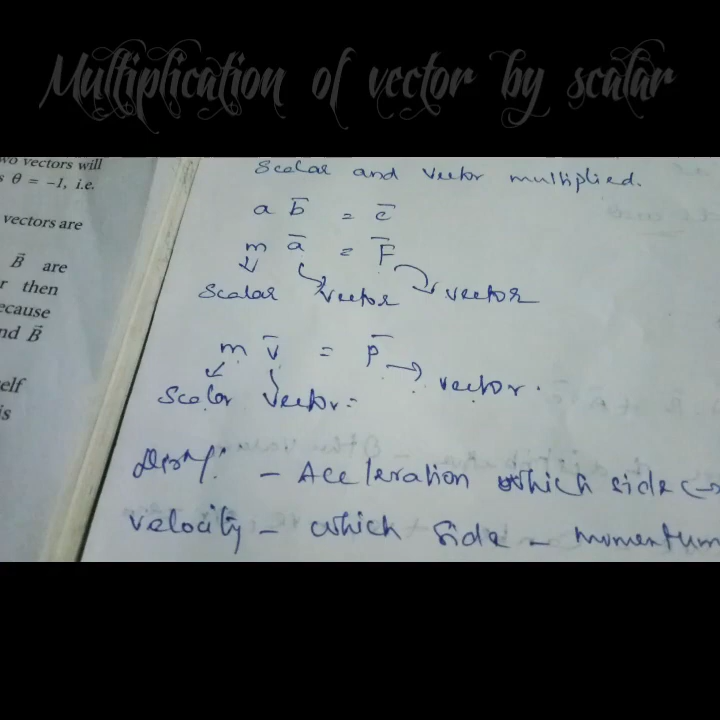 Multiplication of vector by scalar
wo vectors will
s θ = -1, i.e.
vectors are
B⃗ are
r then
ecause
nd B⃗
elf
is
Scalar and Vector multiplied.
a b̅ = c̅
m a̅ = F̅
Scalar vector vector
m v̅ = p̅ → vector.
Scalar Vector:
- Aceleration which side
velocity - which side - momentum